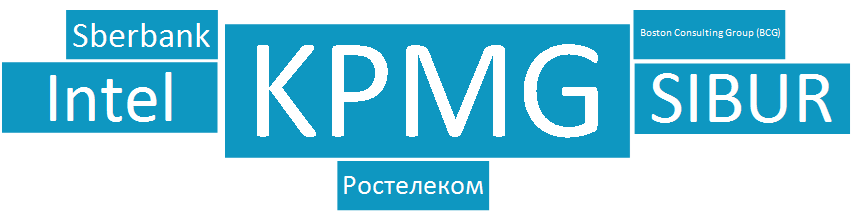 Sberbank
Boston Consulting Group (BCG)
Intel
KPMG
SIBUR
Ростелеком